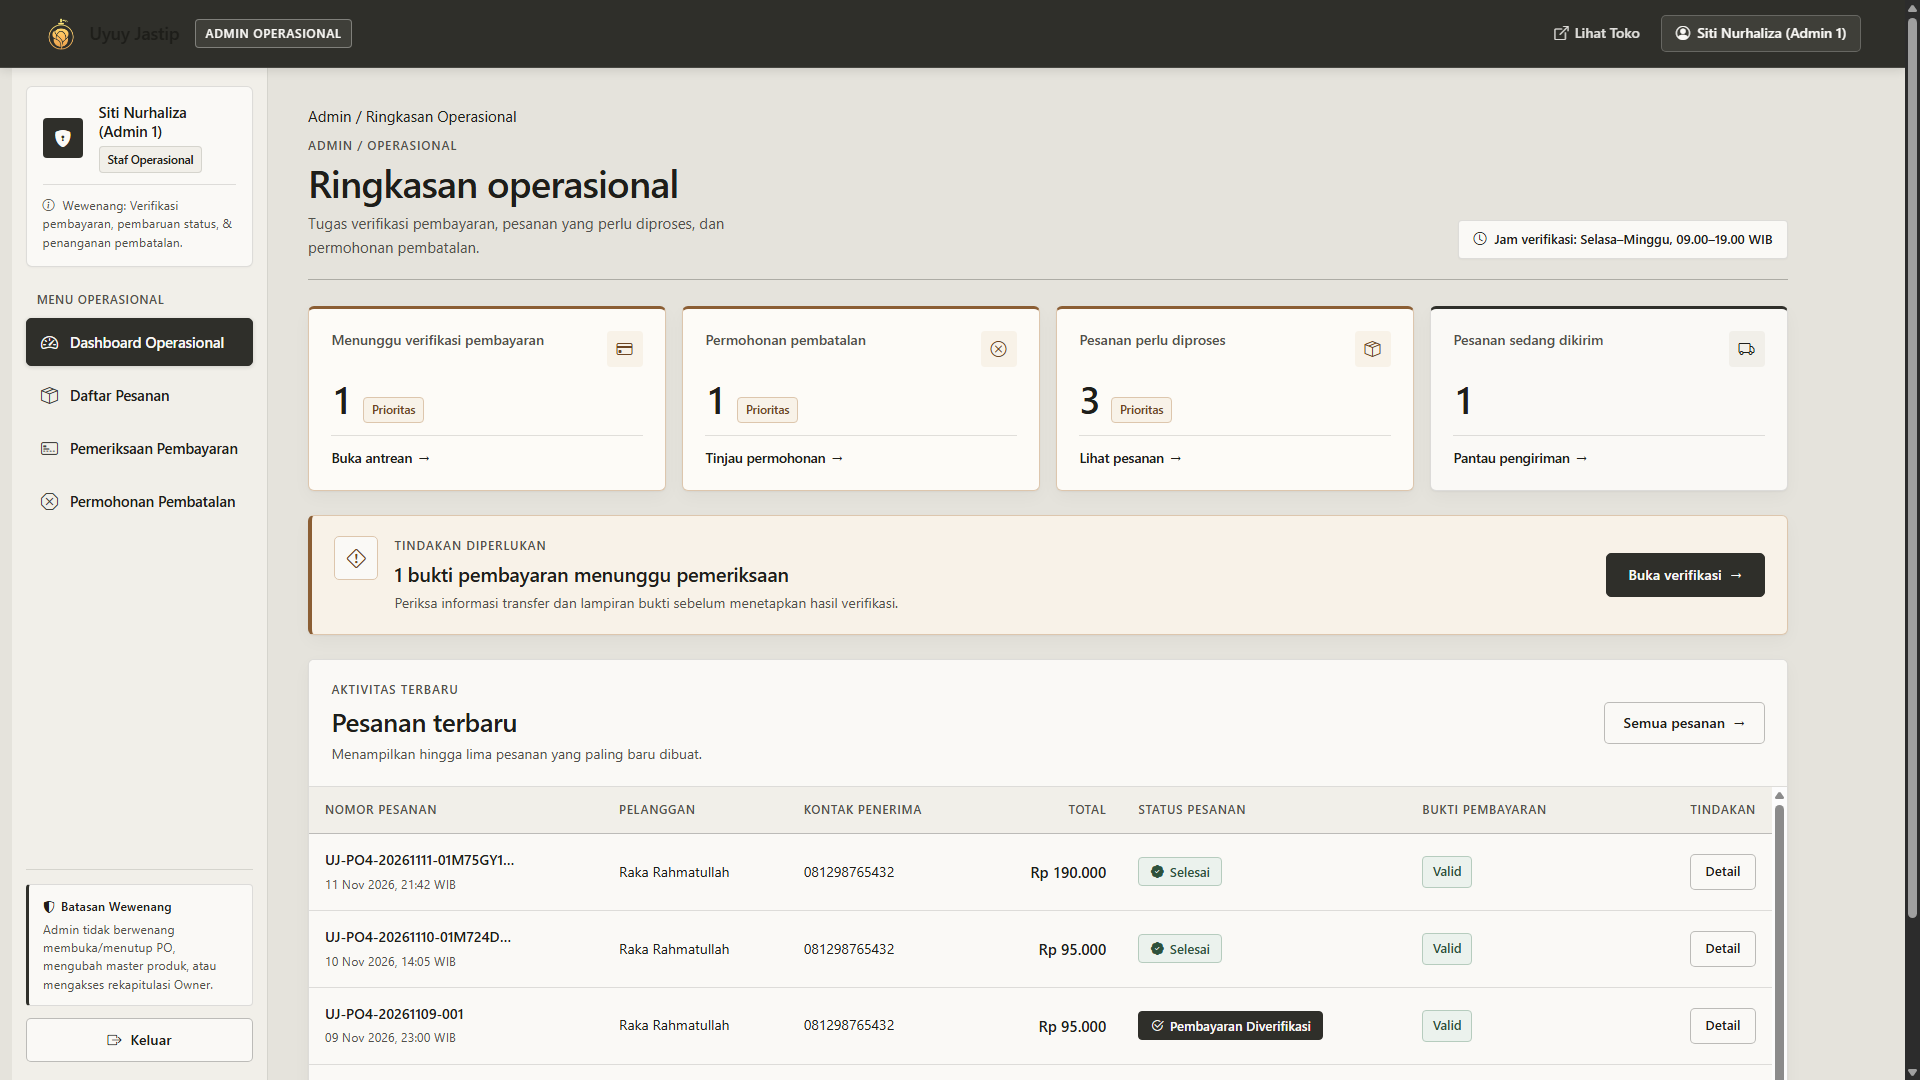 Uyuy Jastip
ADMIN OPERASIONAL
Lihat Toko
Siti Nurhaliza (Admin 1)
Siti Nurhaliza
(Admin 1)
Staf Operasional
Wewenang: Verifikasi
pembayaran, pembaruan status, &
penanganan pembatalan.
MENU OPERASIONAL
Dashboard Operasional
Daftar Pesanan
Pemeriksaan Pembayaran
Permohonan Pembatalan
Batasan Wewenang
Admin tidak berwenang
membuka/menutup PO,
mengubah master produk, atau
mengakses rekapitulasi Owner.
Keluar
Admin / Ringkasan Operasional
ADMIN / OPERASIONAL
Ringkasan operasional
Tugas verifikasi pembayaran, pesanan yang perlu diproses, dan
permohonan pembatalan.
Jam verifikasi: Selasa–Minggu, 09.00–19.00 WIB
Menunggu verifikasi pembayaran
1 Prioritas
Buka antrean →
Permohonan pembatalan
1 Prioritas
Tinjau permohonan →
Pesanan perlu diproses
3 Prioritas
Lihat pesanan →
Pesanan sedang dikirim
1
Pantau pengiriman →
TINDAKAN DIPERLUKAN
1 bukti pembayaran menunggu pemeriksaan
Periksa informasi transfer dan lampiran bukti sebelum menetapkan hasil verifikasi.
Buka verifikasi →
AKTIVITAS TERBARU
Pesanan terbaru
Menampilkan hingga lima pesanan yang paling baru dibuat.
Semua pesanan →
NOMOR PESANAN PELANGGAN KONTAK PENERIMA TOTAL STATUS PESANAN BUKTI PEMBAYARAN TINDAKAN
UJ-PO4-20261111-01M75GY1...
11 Nov 2026, 21:42 WIB
Raka Rahmatullah 081298765432 Rp 190.000 Selesai Valid Detail
UJ-PO4-20261110-01M724D...
10 Nov 2026, 14:05 WIB
Raka Rahmatullah 081298765432 Rp 95.000 Selesai Valid Detail
UJ-PO4-20261109-001
09 Nov 2026, 23:00 WIB
Raka Rahmatullah 081298765432 Rp 95.000 Pembayaran Diverifikasi Valid Detail